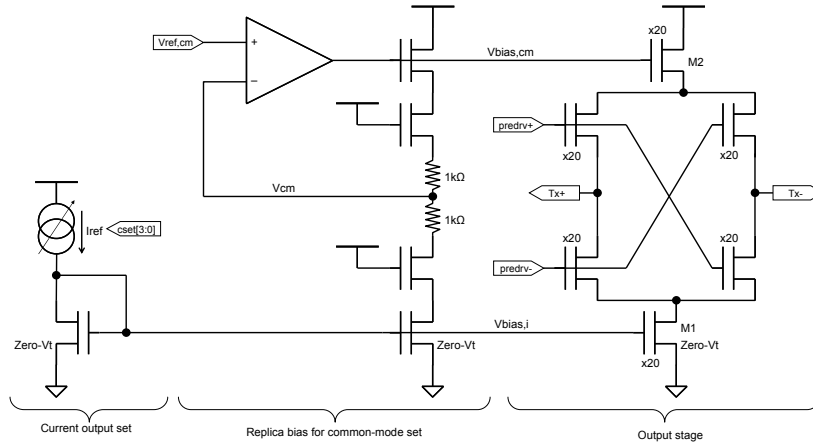 x20
Vref,cm
+
Vbias,cm
M2
−
predrv+
x20
x20
1kΩ
Vcm
Tx+
Tx-
1kΩ
Iref
cset[3:0]
x20
x20
predrv-
Vbias,i
M1
Zero-Vt
Zero-Vt
Zero-Vt
x20
Current output set
Replica bias for common-mode set
Output stage